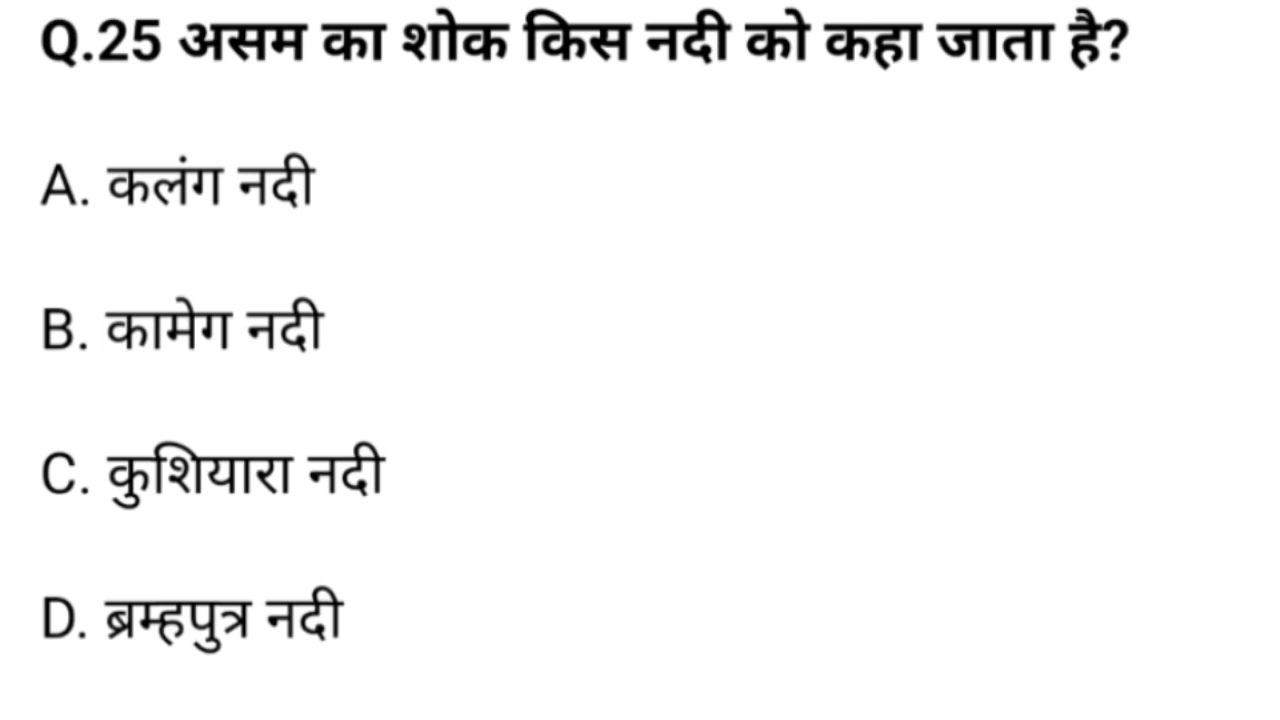 Q.25 असम का शोक किस नदी को कहा जाता है?
A. कलंग नदी
B. कामेग नदी
C. कुशियारा नदी
D. ब्रम्हपुत्र नदी